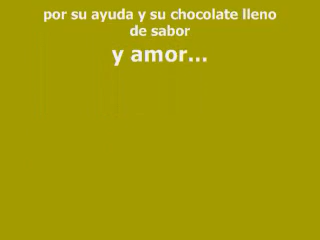 por su ayuda y su chocolate lleno
de sabor
y amor...